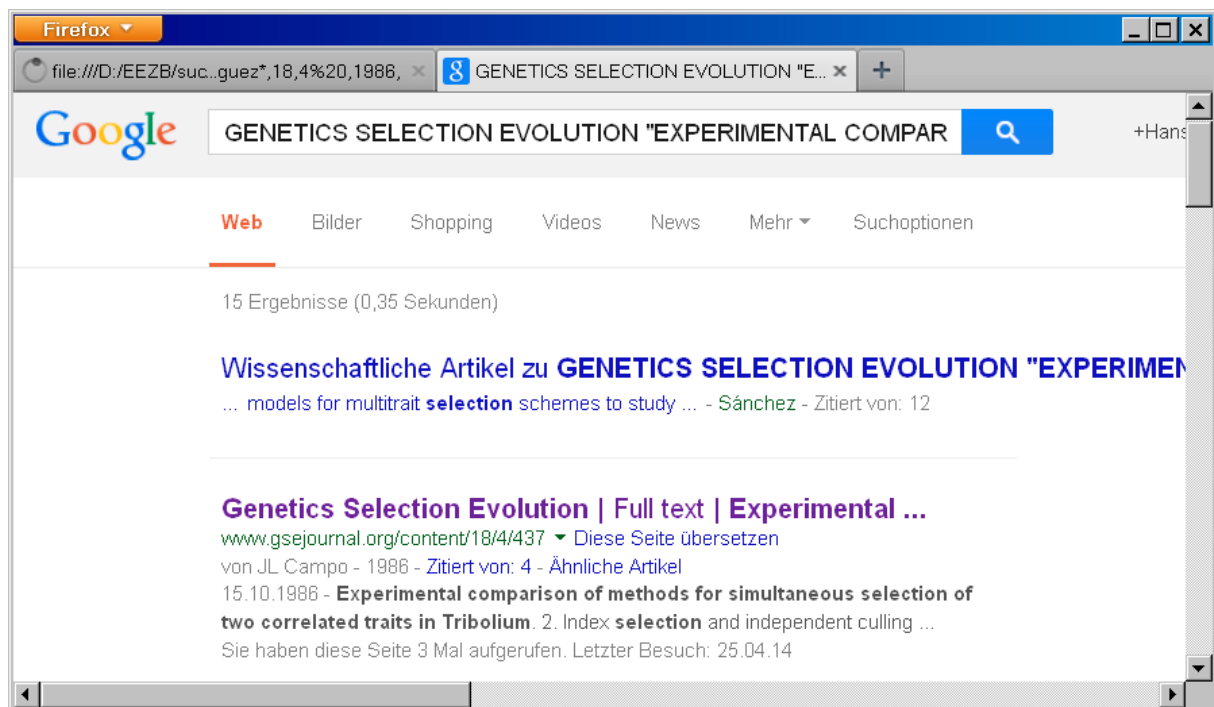 Firefox
file:///D:/EEZB/suc...guez*,18,4%20,1986, GENETICS SELECTION EVOLUTION "E...
Google GENETICS SELECTION EVOLUTION "EXPERIMENTAL COMPAR +Hans
Web Bilder Shopping Videos News Mehr Suchoptionen
15 Ergebnisse (0,35 Sekunden)
Wissenschaftliche Artikel zu GENETICS SELECTION EVOLUTION "EXPERIMEN
... models for multitrait selection schemes to study ... - Sánchez - Zitiert von: 12
Genetics Selection Evolution | Full text | Experimental ...
www.gsejournal.org/content/18/4/437 Diese Seite übersetzen
von JL Campo - 1986 - Zitiert von: 4 - Ähnliche Artikel
15.10.1986 - Experimental comparison of methods for simultaneous selection of
two correlated traits in Tribolium. 2. Index selection and independent culling ...
Sie haben diese Seite 3 Mal aufgerufen. Letzter Besuch: 25.04.14